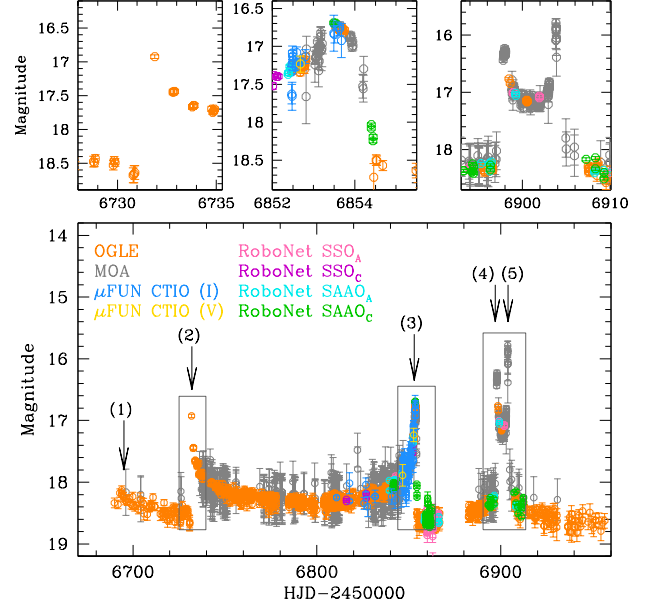 16.5
17
17.5
18
18.5
Magnitude
6730
6735
16.5
17
17.5
18
18.5
6852
6854
16
17
18
6900
6910
14
15
16
17
18
19
Magnitude
OGLE
MOA
μFUN CTIO (I)
μFUN CTIO (V)
RoboNet SSO_A
RoboNet SSO_C
RoboNet SAAO_A
RoboNet SAAO_C
(1)
(2)
(3)
(4) (5)
6700
6800
6900
HJD-2450000